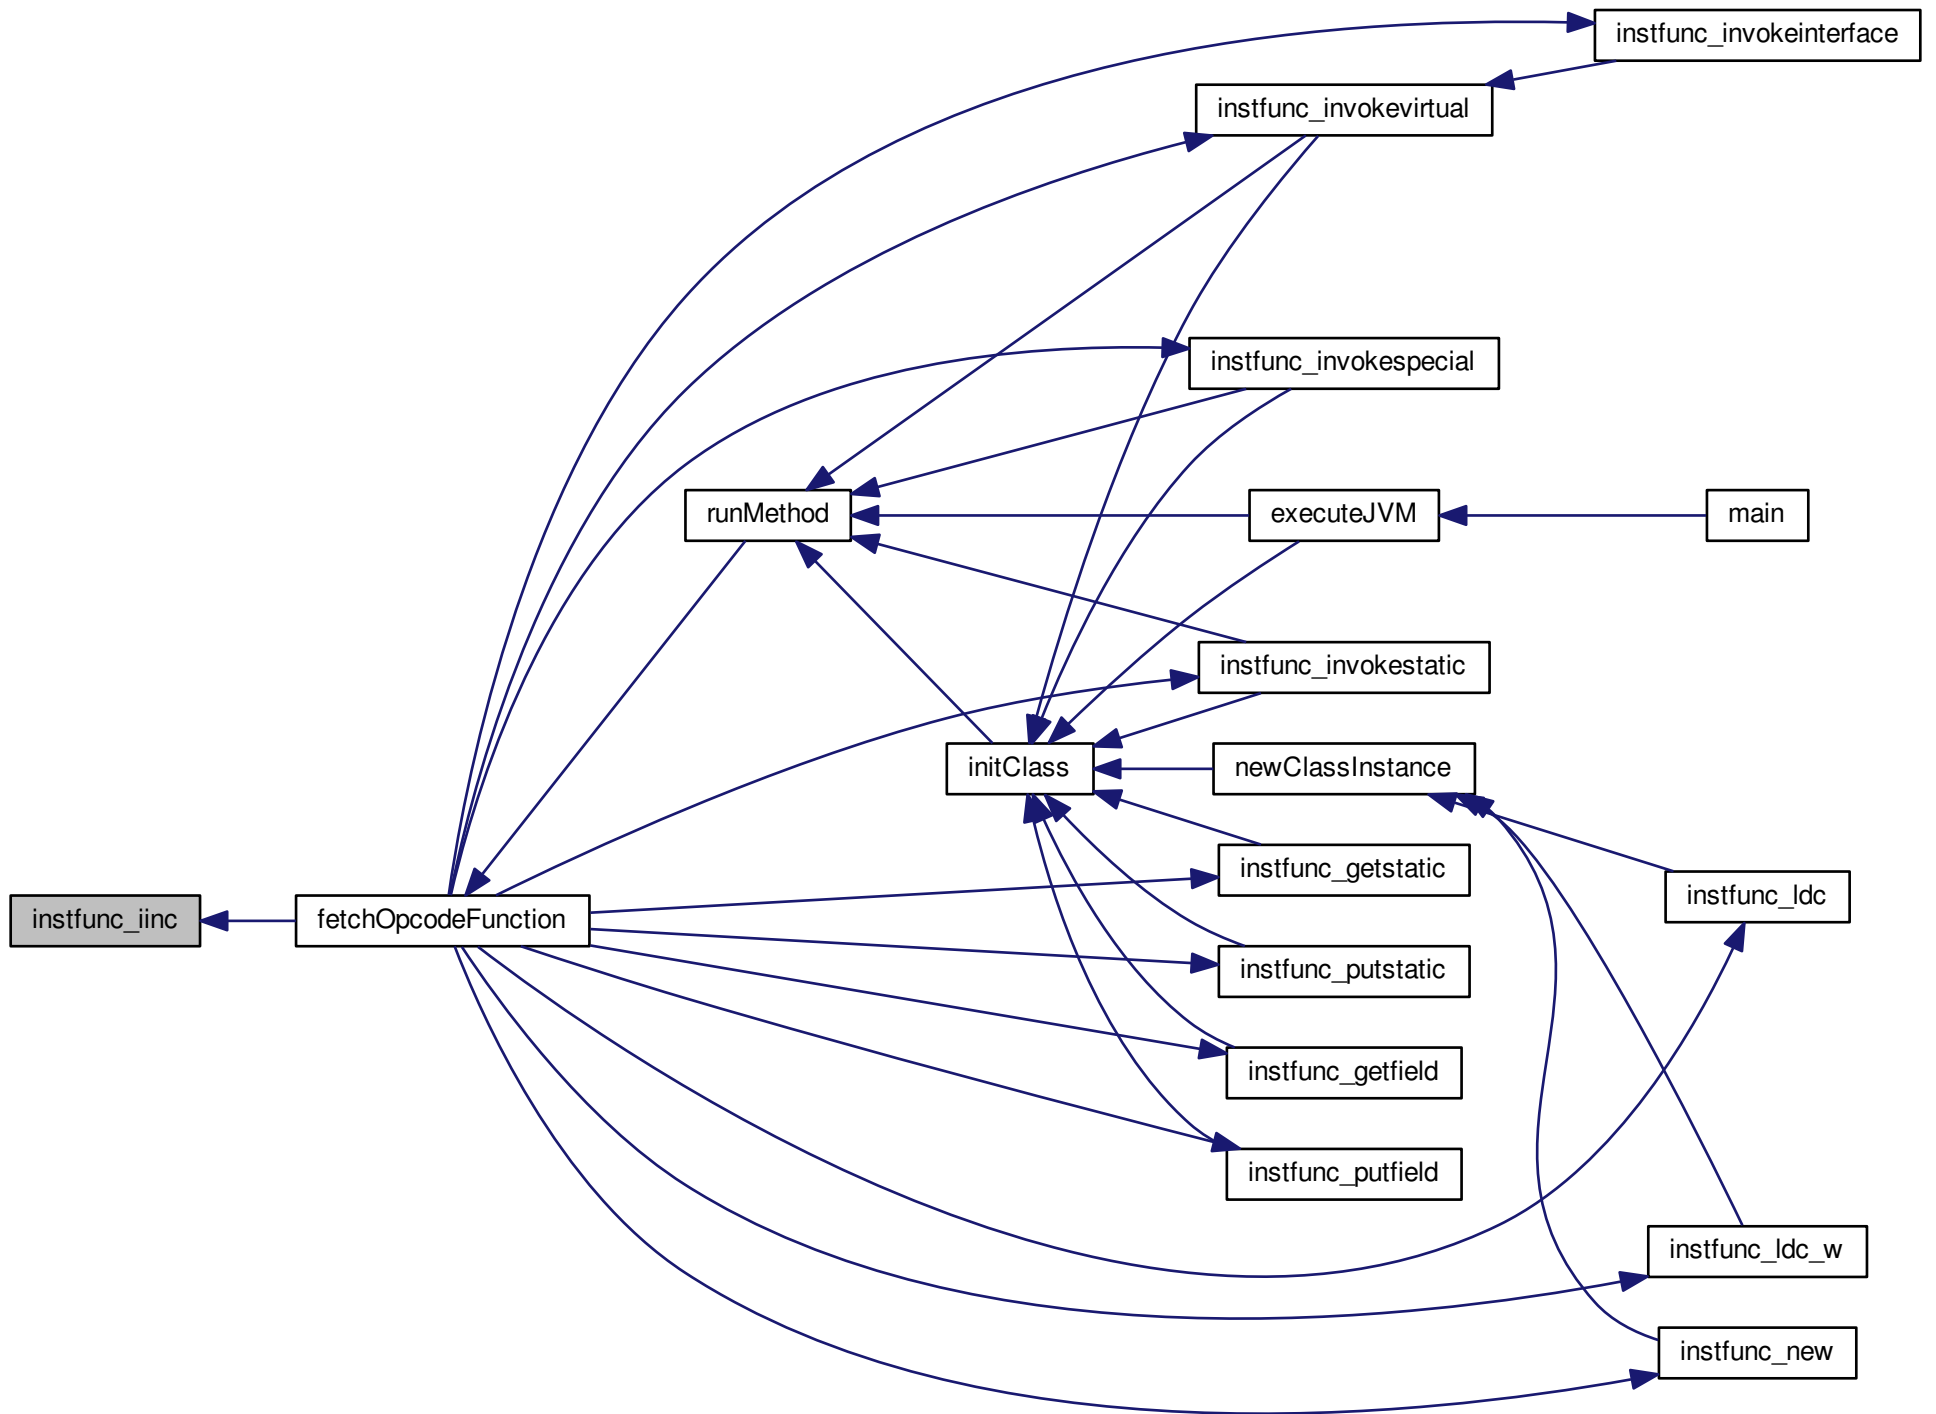 instfunc_invokeinterface
instfunc_invokevirtual
instfunc_invokespecial
runMethod
executeJVM
main
instfunc_invokestatic
initClass
newClassInstance
instfunc_getstatic
instfunc_ldc
instfunc_iinc
fetchOpcodeFunction
instfunc_putstatic
instfunc_getfield
instfunc_putfield
instfunc_ldc_w
instfunc_new